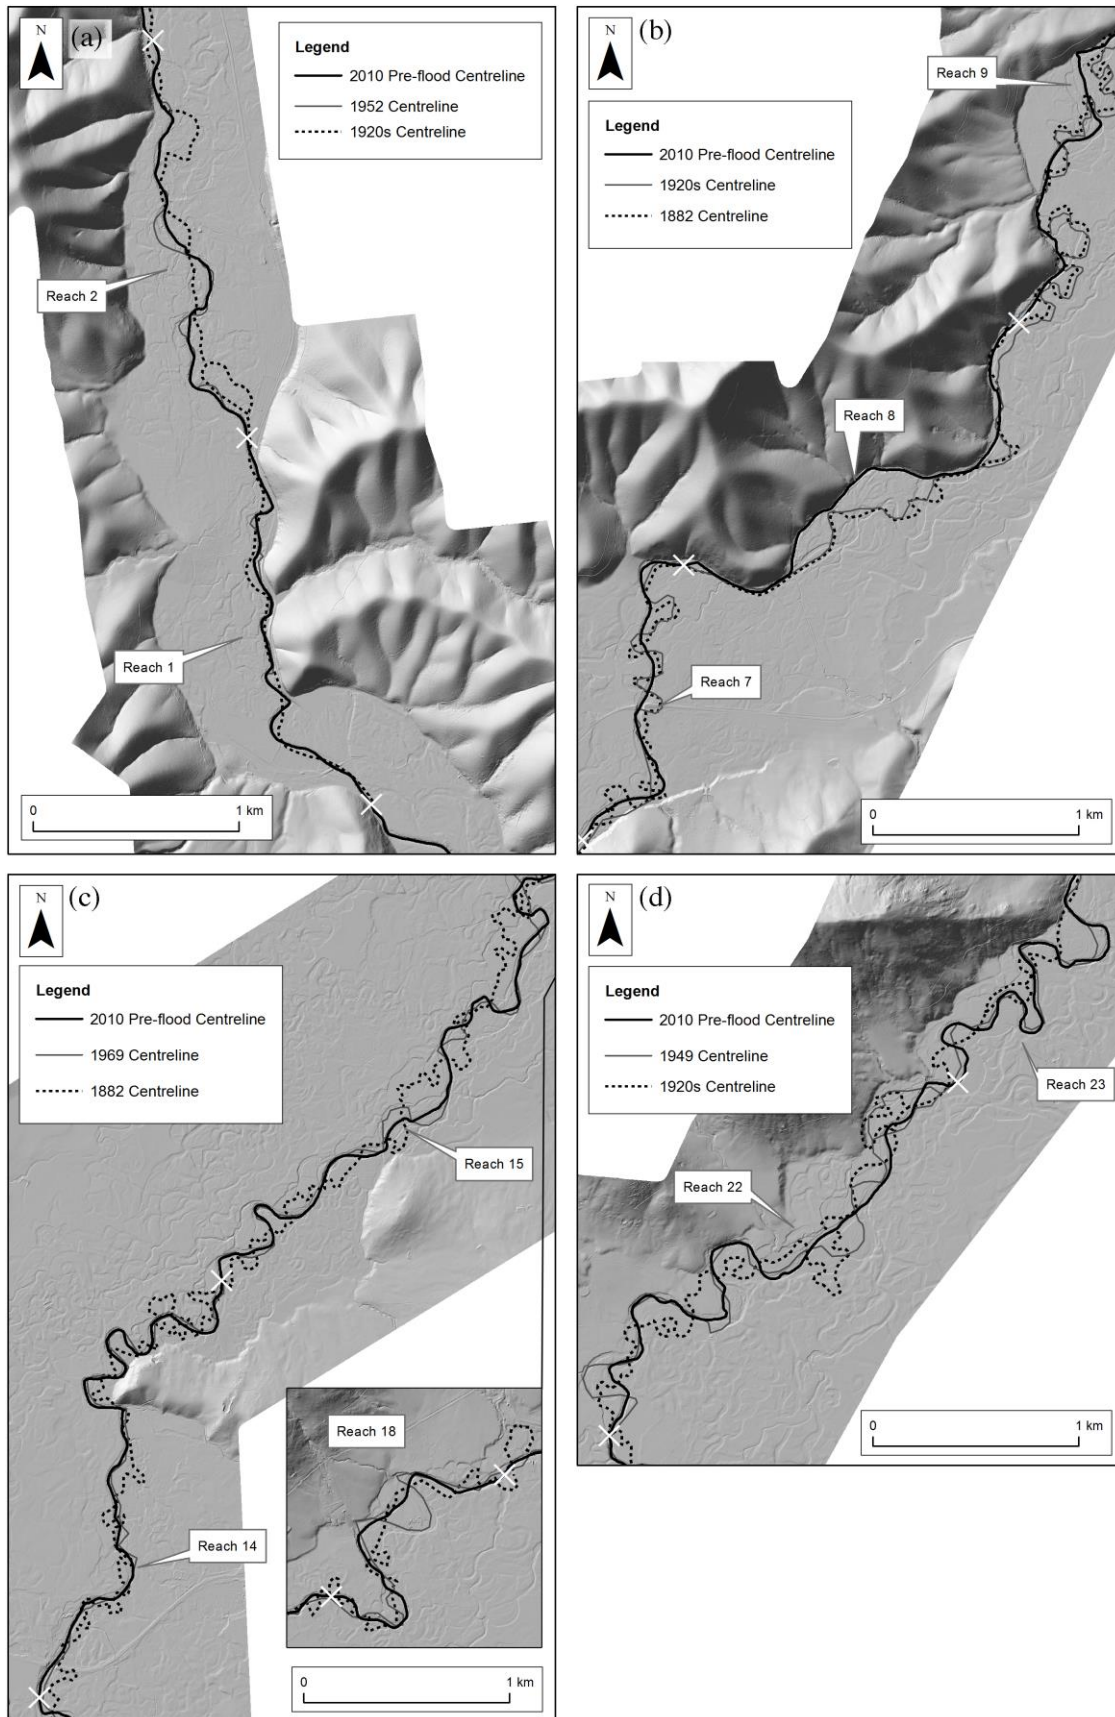 N
(a)
Legend
2010 Pre-flood Centreline
1952 Centreline
1920s Centreline
Reach 2
Reach 1
0
1 km
N
(b)
Legend
2010 Pre-flood Centreline
1920s Centreline
1882 Centreline
Reach 9
Reach 8
Reach 7
0
1 km
N
(c)
Legend
2010 Pre-flood Centreline
1969 Centreline
1882 Centreline
Reach 15
Reach 14
Reach 18
0
1 km
N
(d)
Legend
2010 Pre-flood Centreline
1949 Centreline
1920s Centreline
Reach 23
Reach 22
0
1 km